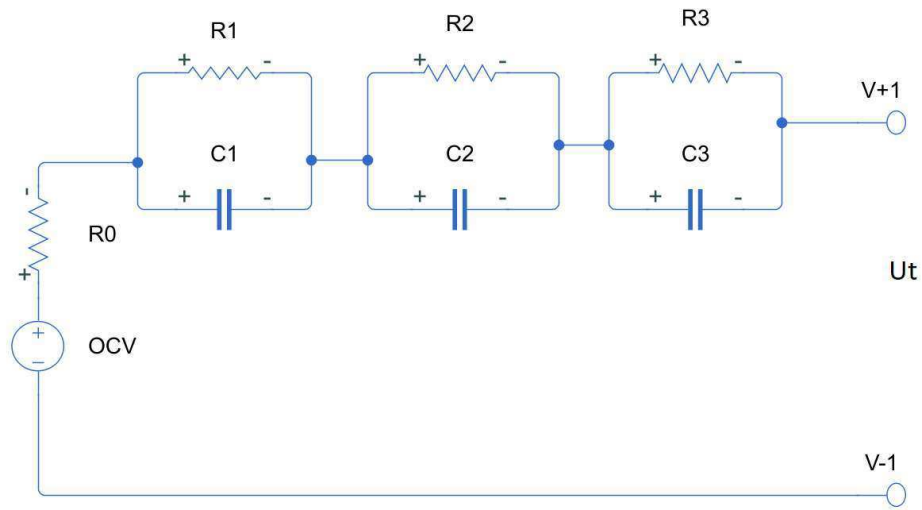 R1
R2
R3
+ -
+ -
+ -
V+1
C1
C2
C3
+ -
+ -
+ -
-
R0
+
Ut
+
-
OCV
V-1